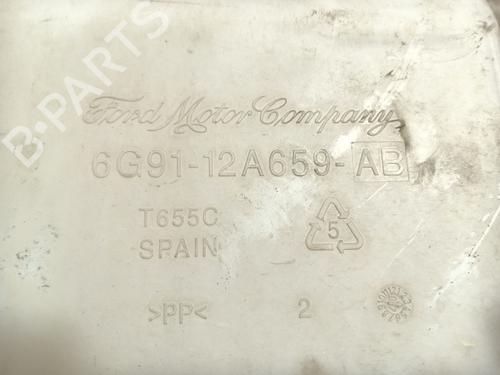 B-PARTS
Ford Motor Company
6G91-12A659-AB
T655C
5
SPAIN
>PP< 2